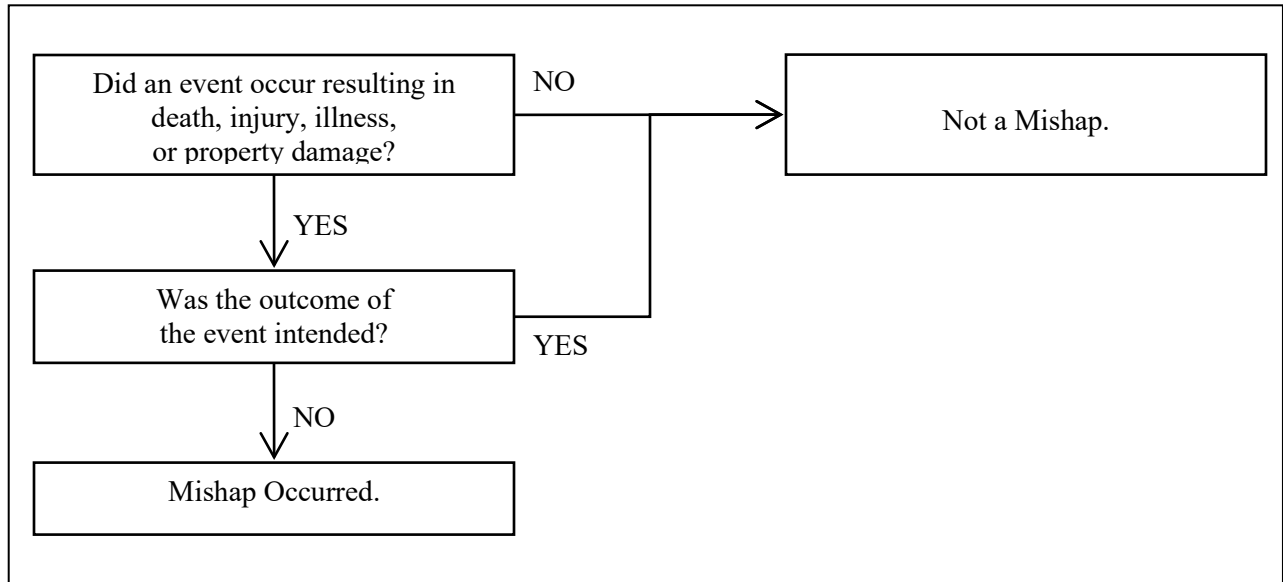 Did an event occur resulting in
death, injury, illness,
or property damage?
NO
Not a Mishap.
YES
Was the outcome of
the event intended?
YES
NO
Mishap Occurred.